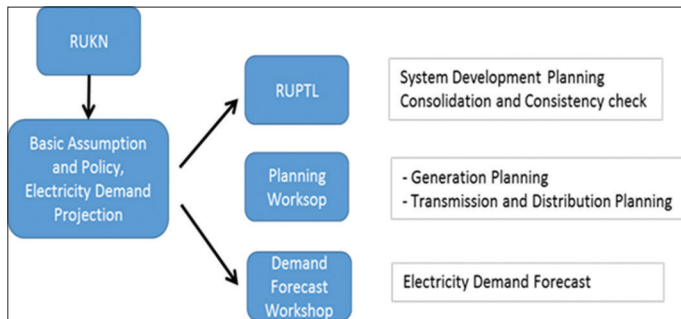 RUKN
Basic Assumption
and Policy,
Electricity Demand
Projection
RUPTL
System Development Planning
Consolidation and Consistency check
Planning
Worksop
- Generation Planning
- Transmission and Distribution Planning
Demand
Forecast
Workshop
Electricity Demand Forecast